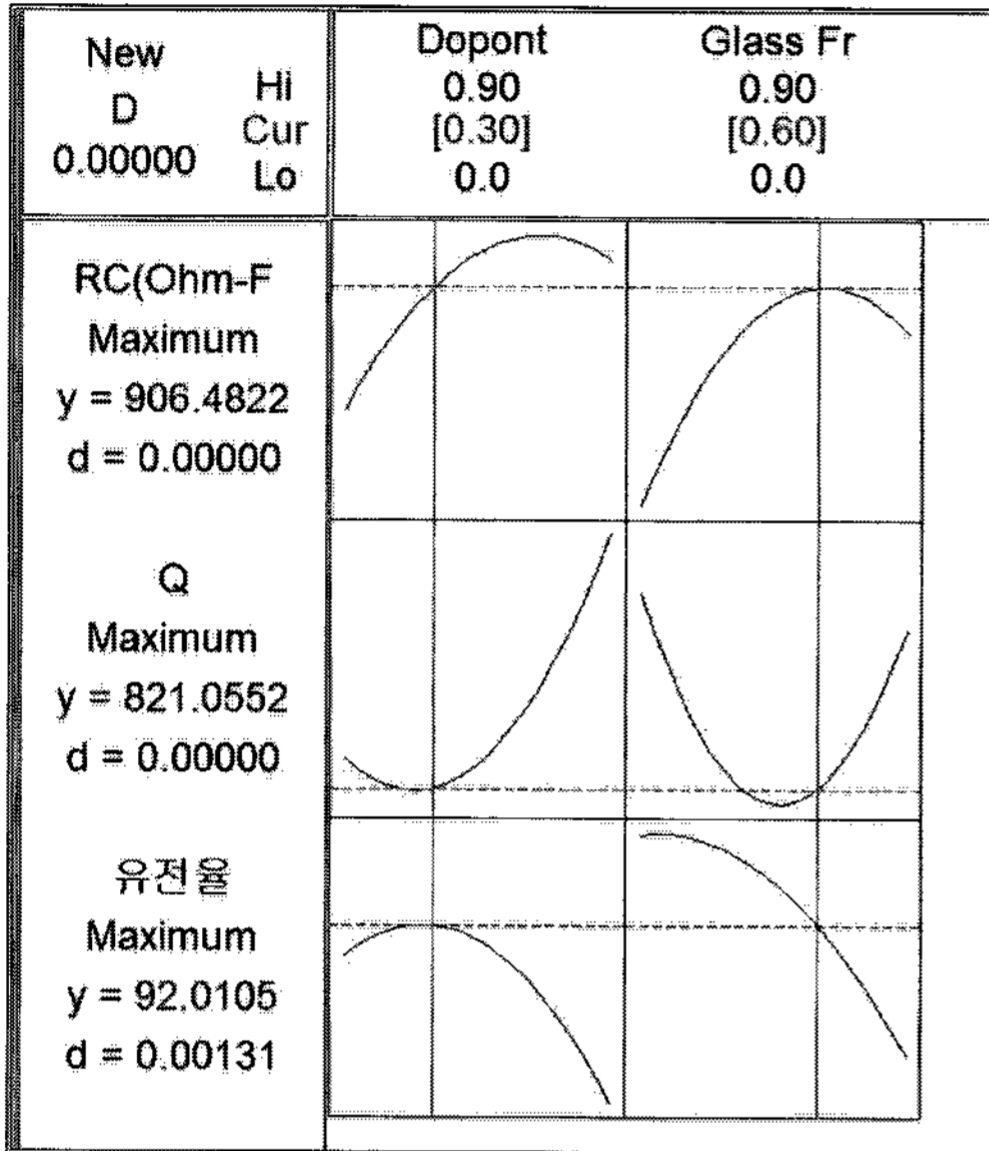 New
D
0.00000
Hi
Cur
Lo
Dopont
0.90
[0.30]
0.0
Glass Fr
0.90
[0.60]
0.0
RC(Ohm-F
Maximum
y = 906.4822
d = 0.00000
Q
Maximum
y = 821.0552
d = 0.00000
유전율
Maximum
y = 92.0105
d = 0.00131